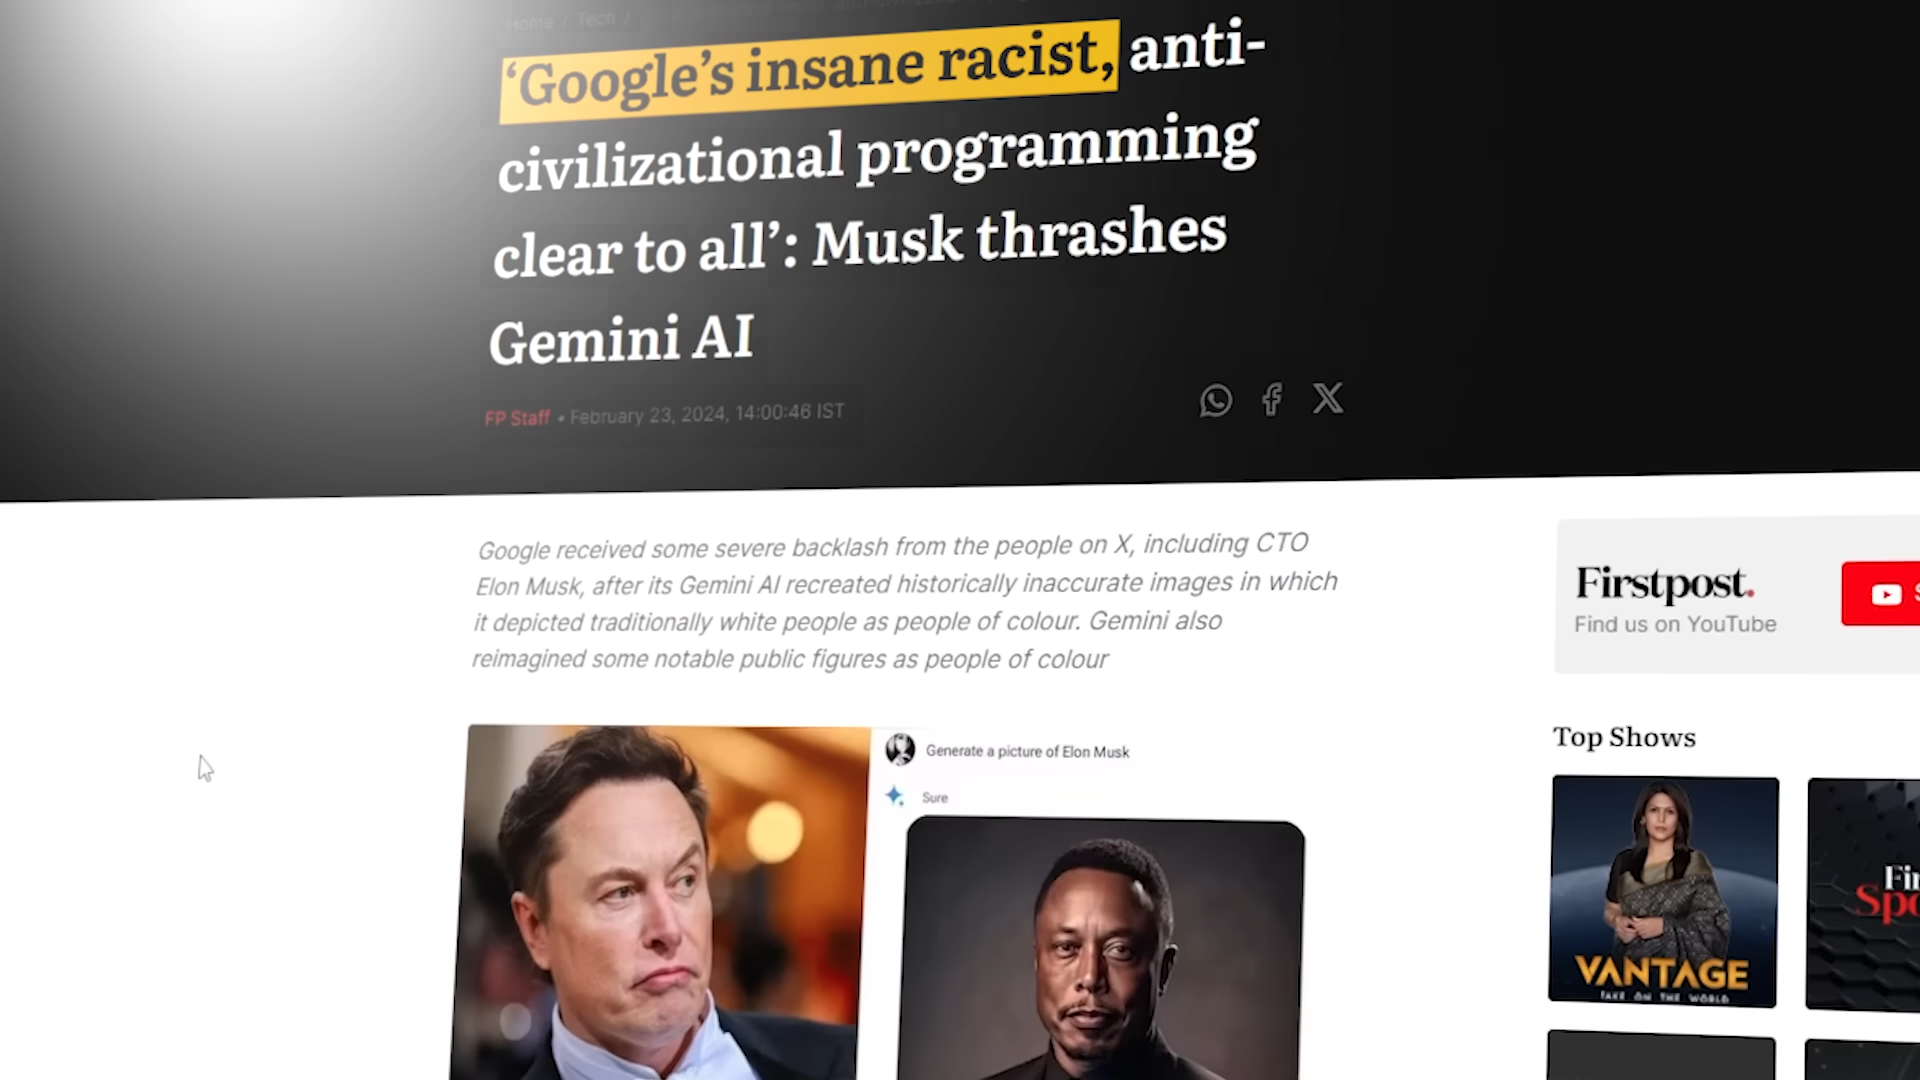 Home / Tech /
‘Google’s insane racist, anti-
civilizational programming
clear to all’: Musk thrashes
Gemini AI
FP Staff • February 23, 2024, 14:00:46 IST
Google received some severe backlash from the people on X, including CTO
Elon Musk, after its Gemini AI recreated historically inaccurate images in which
it depicted traditionally white people as people of colour. Gemini also
reimagined some notable public figures as people of colour
Firstpost.
Find us on YouTube
Generate a picture of Elon Musk
Sure
Top Shows
VANTAGE
TAKE ON THE WORLD